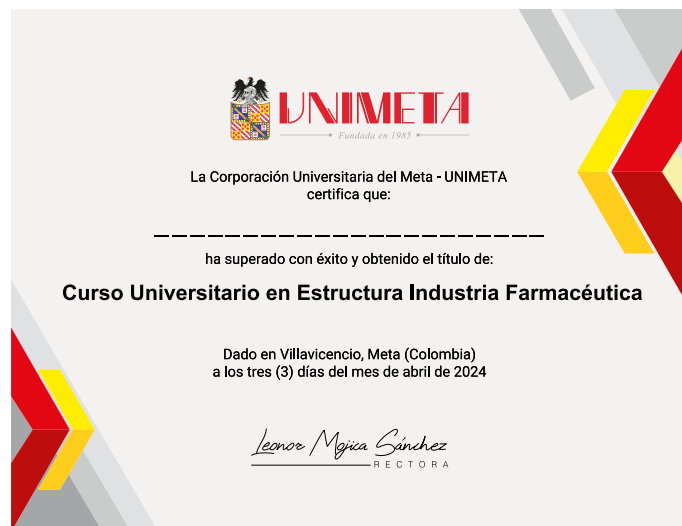 UNIMETA
Fundada en 1985
La Corporación Universitaria del Meta - UNIMETA
certifica que:
ha superado con éxito y obtenido el título de:
Curso Universitario en Estructura Industria Farmacéutica
Dado en Villavicencio, Meta (Colombia)
a los tres (3) días del mes de abril de 2024
Leonor Mojica Sánchez
RECTORA